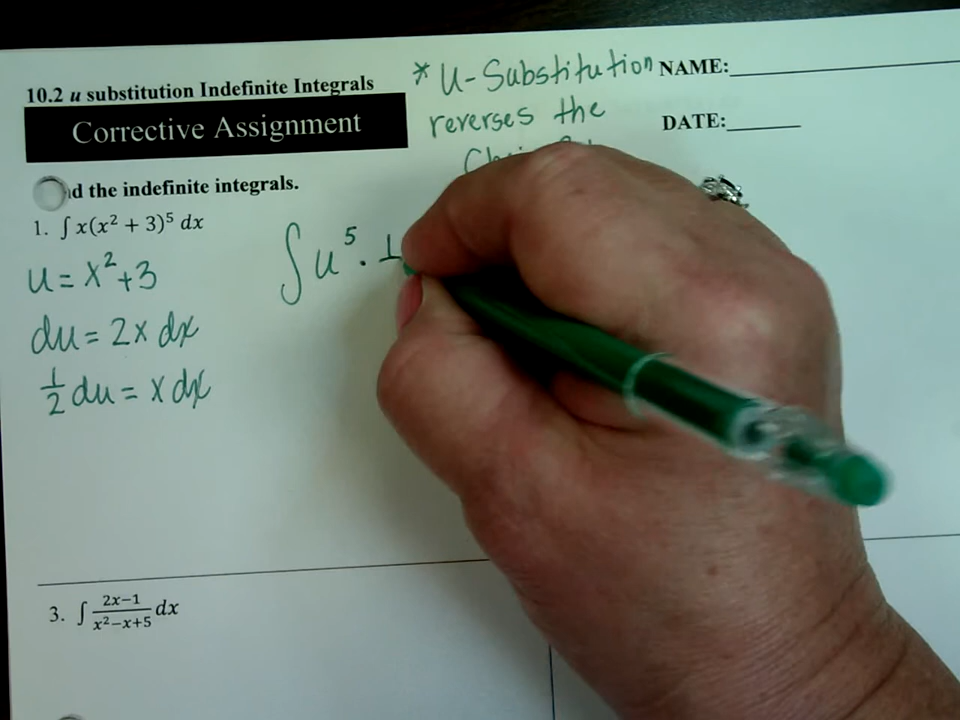 10.2 u substitution Indefinite Integrals
Corrective Assignment
* U-Substitution
reverses the
NAME:
DATE:
the indefinite integrals.
1. ∫ x(x² + 3)⁵ dx
u = x² + 3
du = 2x dx
½ du = x dx
∫ u⁵ ·
3. ∫ (2x−1)/(x²−x+5) dx